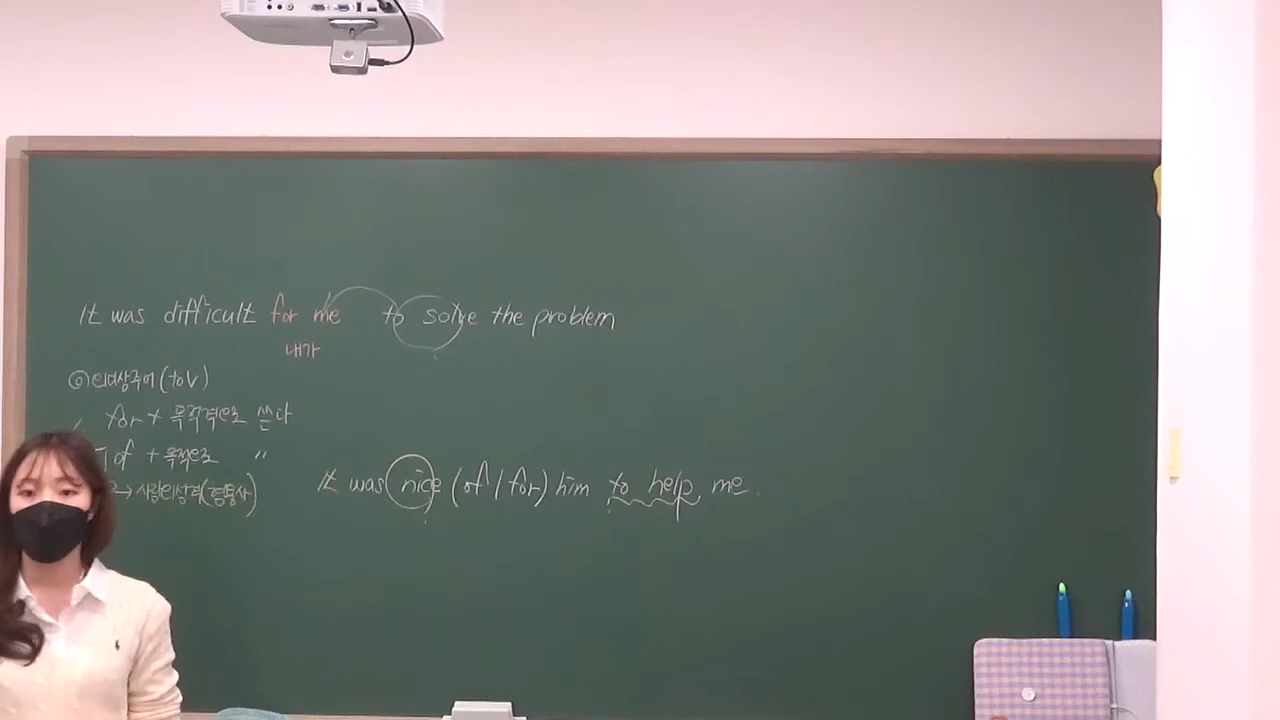 It was difficult for me to solve the problem
내가
◎의미상주어(to V)
for + 목적격으로 쓴다
of + 목적격으로 〃
→ 사람의성격(형용사)
It was nice (of / for) him to help me.